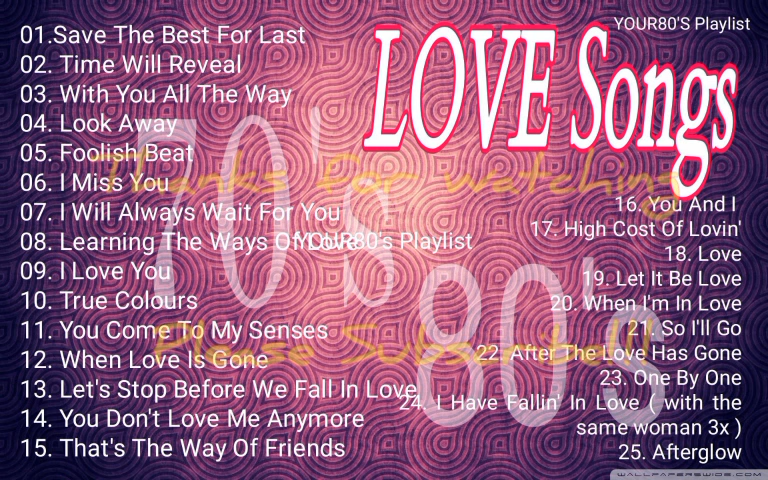 YOUR80'S Playlist
LOVE Songs
01.Save The Best For Last
02. Time Will Reveal
03. With You All The Way
04. Look Away
05. Foolish Beat
06. I Miss You
07. I Will Always Wait For You
08. Learning The Ways Of Love
09. I Love You
10. True Colours
11. You Come To My Senses
12. When Love Is Gone
13. Let's Stop Before We Fall In Love
14. You Don't Love Me Anymore
15. That's The Way Of Friends
16. You And I
17. High Cost Of Lovin'
18. Love
19. Let It Be Love
20. When I'm In Love
21. So I'll Go
22. After The Love Has Gone
23. One By One
24. I Have Fallin' In Love ( with the
same woman 3x )
25. Afterglow
YOUR80's Playlist
70's
80's
Thanks for watching
Please
WALLPAPERSWIDE.COM